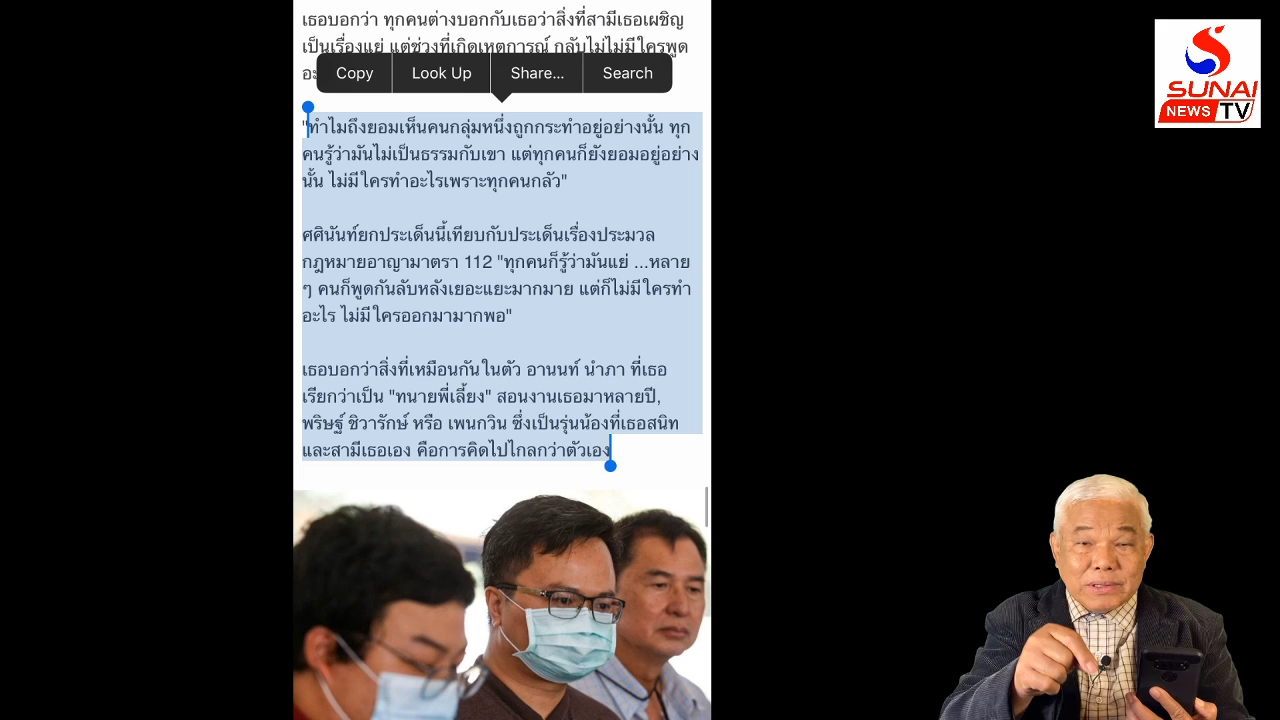 เธอบอกว่า ทุกคนต่างบอกกับเธอว่าสิ่งที่สามีเธอเผชิญ
เป็นเรื่องแย่ แต่ช่วงที่เกิดเหตุการณ์ กลับไม่ไม่มีใครพูด
Copy Look Up Share... Search
"ทำไมถึงยอมเห็นคนกลุ่มหนึ่งถูกกระทำอยู่อย่างนั้น ทุก
คนรู้ว่ามันไม่เป็นธรรมกับเขา แต่ทุกคนก็ยังยอมอยู่อย่าง
นั้น ไม่มีใครทำอะไรเพราะทุกคนกลัว"
ศศินันท์ยกประเด็นนี้เทียบกับประเด็นเรื่องประมวล
กฎหมายอาญามาตรา 112 "ทุกคนก็รู้ว่ามันแย่ ...หลาย
ๆ คนก็พูดกันลับหลังเยอะแยะมากมาย แต่ก็ไม่มีใครทำ
อะไร ไม่มีใครออกมามากพอ"
เธอบอกว่าสิ่งที่เหมือนกันในตัว อานนท์ นำภา ที่เธอ
เรียกว่าเป็น "ทนายพี่เลี้ยง" สอนงานเธอมาหลายปี,
พริษฐ์ ชิวารักษ์ หรือ เพนกวิน ซึ่งเป็นรุ่นน้องที่เธอสนิท
และสามีเธอเอง คือการคิดไปไกลกว่าตัวเอง
SUNAI
NEWS TV